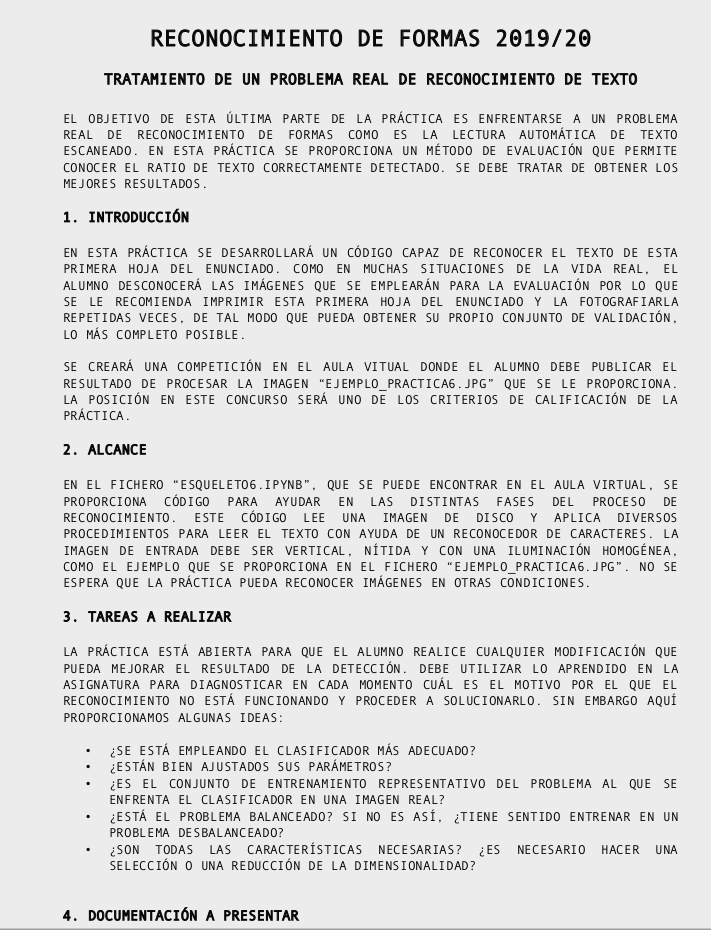 RECONOCIMIENTO DE FORMAS 2019/20
TRATAMIENTO DE UN PROBLEMA REAL DE RECONOCIMIENTO DE TEXTO
EL OBJETIVO DE ESTA ÚLTIMA PARTE DE LA PRÁCTICA ES ENFRENTARSE A UN PROBLEMA
REAL DE RECONOCIMIENTO DE FORMAS COMO ES LA LECTURA AUTOMÁTICA DE TEXTO
ESCANEADO. EN ESTA PRÁCTICA SE PROPORCIONA UN MÉTODO DE EVALUACIÓN QUE PERMITE
CONOCER EL RATIO DE TEXTO CORRECTAMENTE DETECTADO. SE DEBE TRATAR DE OBTENER LOS
MEJORES RESULTADOS.
1. INTRODUCCIÓN
EN ESTA PRÁCTICA SE DESARROLLARÁ UN CÓDIGO CAPAZ DE RECONOCER EL TEXTO DE ESTA
PRIMERA HOJA DEL ENUNCIADO. COMO EN MUCHAS SITUACIONES DE LA VIDA REAL, EL
ALUMNO DESCONOCERÁ LAS IMÁGENES QUE SE EMPLEARÁN PARA LA EVALUACIÓN POR LO QUE
SE LE RECOMIENDA IMPRIMIR ESTA PRIMERA HOJA DEL ENUNCIADO Y LA FOTOGRAFIARLA
REPETIDAS VECES, DE TAL MODO QUE PUEDA OBTENER SU PROPIO CONJUNTO DE VALIDACIÓN,
LO MÁS COMPLETO POSIBLE.
SE CREARÁ UNA COMPETICIÓN EN EL AULA VITUAL DONDE EL ALUMNO DEBE PUBLICAR EL
RESULTADO DE PROCESAR LA IMAGEN “EJEMPLO_PRACTICA6.JPG” QUE SE LE PROPORCIONA.
LA POSICIÓN EN ESTE CONCURSO SERÁ UNO DE LOS CRITERIOS DE CALIFICACIÓN DE LA
PRÁCTICA.
2. ALCANCE
EN EL FICHERO “ESQUELETO6.IPYNB”, QUE SE PUEDE ENCONTRAR EN EL AULA VIRTUAL, SE
PROPORCIONA CÓDIGO PARA AYUDAR EN LAS DISTINTAS FASES DEL PROCESO DE
RECONOCIMIENTO. ESTE CÓDIGO LEE UNA IMAGEN DE DISCO Y APLICA DIVERSOS
PROCEDIMIENTOS PARA LEER EL TEXTO CON AYUDA DE UN RECONOCEDOR DE CARACTERES. LA
IMAGEN DE ENTRADA DEBE SER VERTICAL, NÍTIDA Y CON UNA ILUMINACIÓN HOMOGÉNEA,
COMO EL EJEMPLO QUE SE PROPORCIONA EN EL FICHERO “EJEMPLO_PRACTICA6.JPG”. NO SE
ESPERA QUE LA PRÁCTICA PUEDA RECONOCER IMÁGENES EN OTRAS CONDICIONES.
3. TAREAS A REALIZAR
LA PRÁCTICA ESTÁ ABIERTA PARA QUE EL ALUMNO REALICE CUALQUIER MODIFICACIÓN QUE
PUEDA MEJORAR EL RESULTADO DE LA DETECCIÓN. DEBE UTILIZAR LO APRENDIDO EN LA
ASIGNATURA PARA DIAGNOSTICAR EN CADA MOMENTO CUÁL ES EL MOTIVO POR EL QUE EL
RECONOCIMIENTO NO ESTÁ FUNCIONANDO Y PROCEDER A SOLUCIONARLO. SIN EMBARGO AQUÍ
PROPORCIONAMOS ALGUNAS IDEAS:
• ¿SE ESTÁ EMPLEANDO EL CLASIFICADOR MÁS ADECUADO?
• ¿ESTÁN BIEN AJUSTADOS SUS PARÁMETROS?
• ¿ES EL CONJUNTO DE ENTRENAMIENTO REPRESENTATIVO DEL PROBLEMA AL QUE SE
ENFRENTA EL CLASIFICADOR EN UNA IMAGEN REAL?
• ¿ESTÁ EL PROBLEMA BALANCEADO? SI NO ES ASÍ, ¿TIENE SENTIDO ENTRENAR EN UN
PROBLEMA DESBALANCEADO?
• ¿SON TODAS LAS CARACTERÍSTICAS NECESARIAS? ¿ES NECESARIO HACER UNA
SELECCIÓN O UNA REDUCCIÓN DE LA DIMENSIONALIDAD?
4. DOCUMENTACIÓN A PRESENTAR